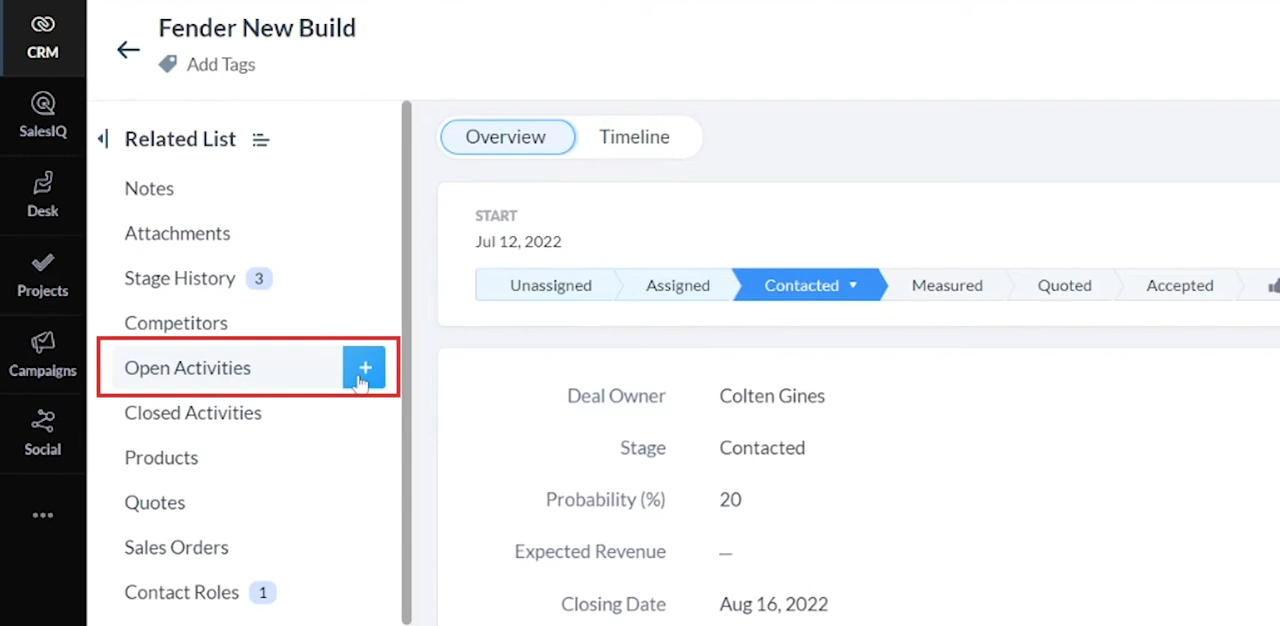 Fender New Build
Add Tags
CRM
SalesIQ
Desk
Projects
Campaigns
Social
Related List
Notes
Attachments
Stage History 3
Competitors
Open Activities +
Closed Activities
Products
Quotes
Sales Orders
Contact Roles 1
Overview Timeline
START
Jul 12, 2022
Unassigned Assigned Contacted Measured Quoted Accepted
Deal Owner Colten Gines
Stage Contacted
Probability (%) 20
Expected Revenue —
Closing Date Aug 16, 2022